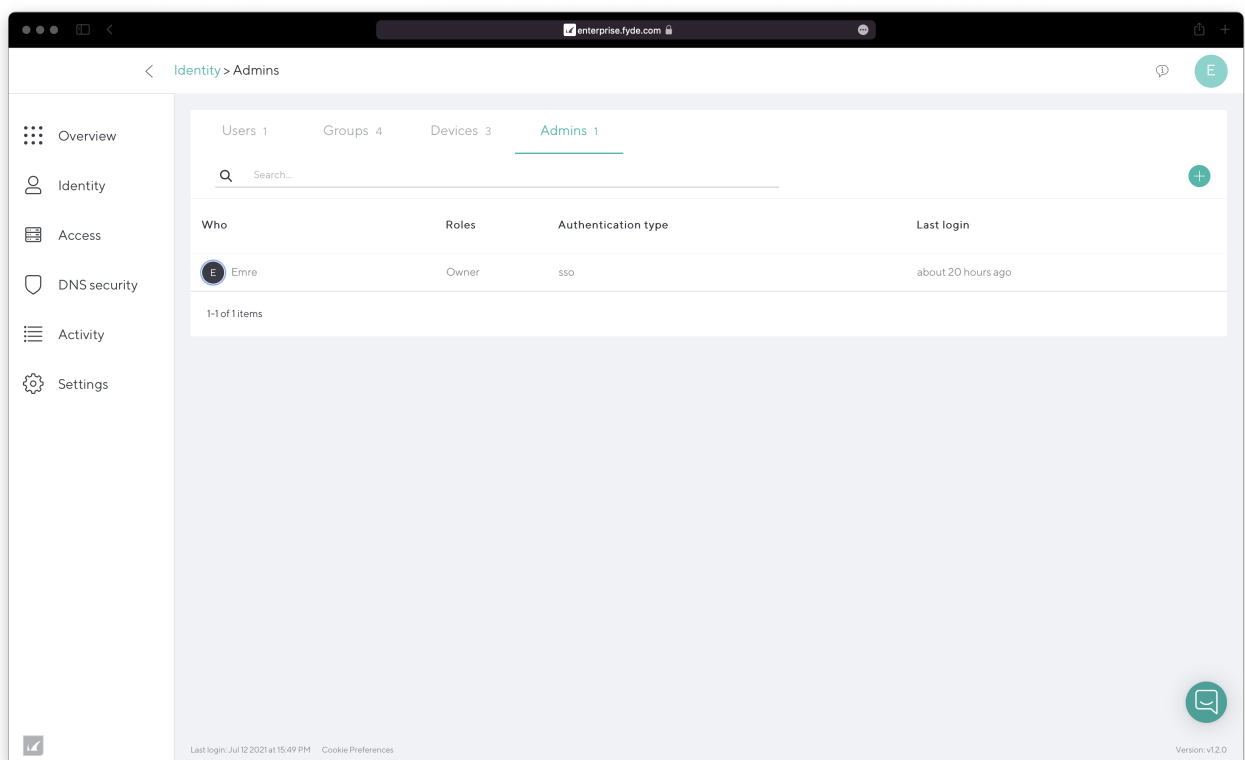 enterprise.fyde.com
Identity > Admins
E
Overview
Identity
Access
DNS security
Activity
Settings
Users 1 Groups 4 Devices 3 Admins 1
Search...
Who Roles Authentication type Last login
E Emre Owner sso about 20 hours ago
1-1 of 1 items
Last login: Jul 12 2021 at 15:49 PM Cookie Preferences Version: v1.2.0